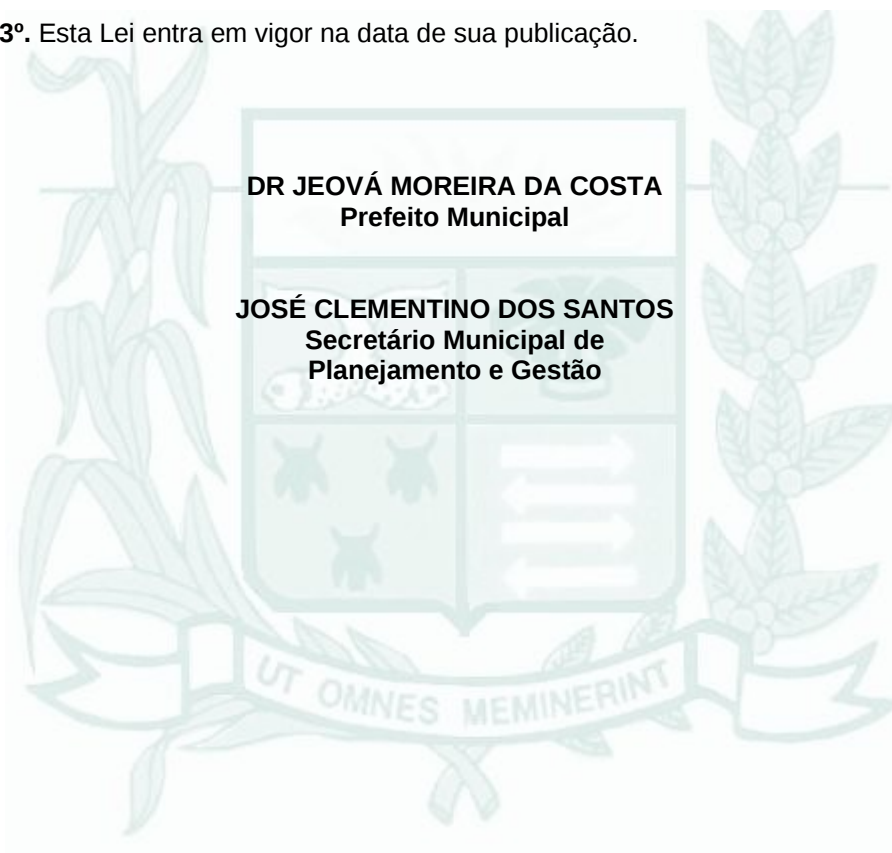 3º. Esta Lei entra em vigor na data de sua publicação.
DR JEOVÁ MOREIRA DA COSTA
Prefeito Municipal
JOSÉ CLEMENTINO DOS SANTOS
Secretário Municipal de
Planejamento e Gestão
UT OMNES MEMINERINT